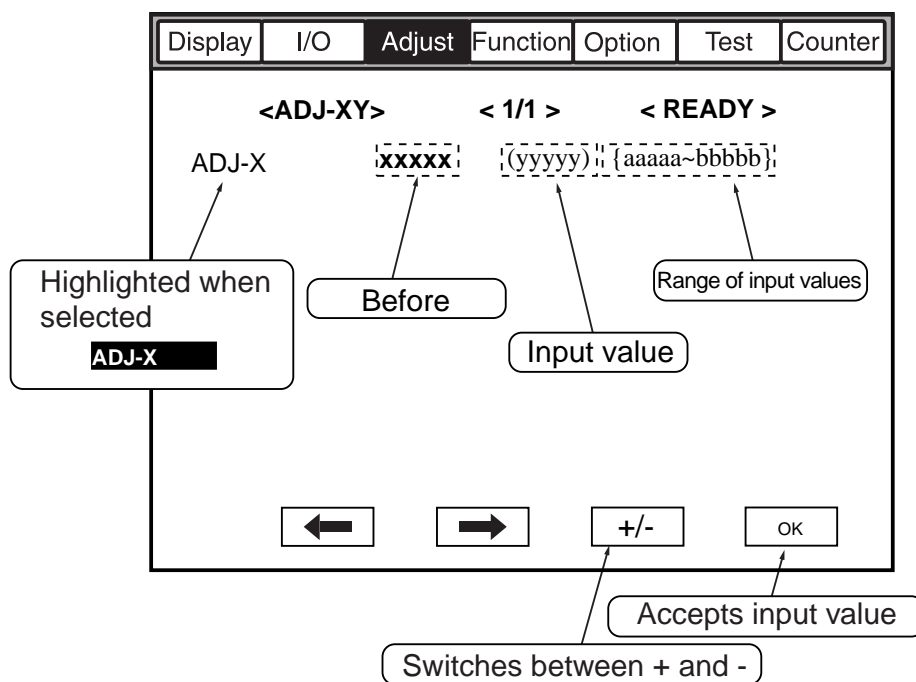 Display I/O Adjust Function Option Test Counter
<ADJ-XY> < 1/1 > < READY >
ADJ-X xxxxx (yyyyy) {aaaaa~bbbbb}
Highlighted when
selected
ADJ-X
Before
Range of input values
Input value
+/- OK
Accepts input value
Switches between + and -